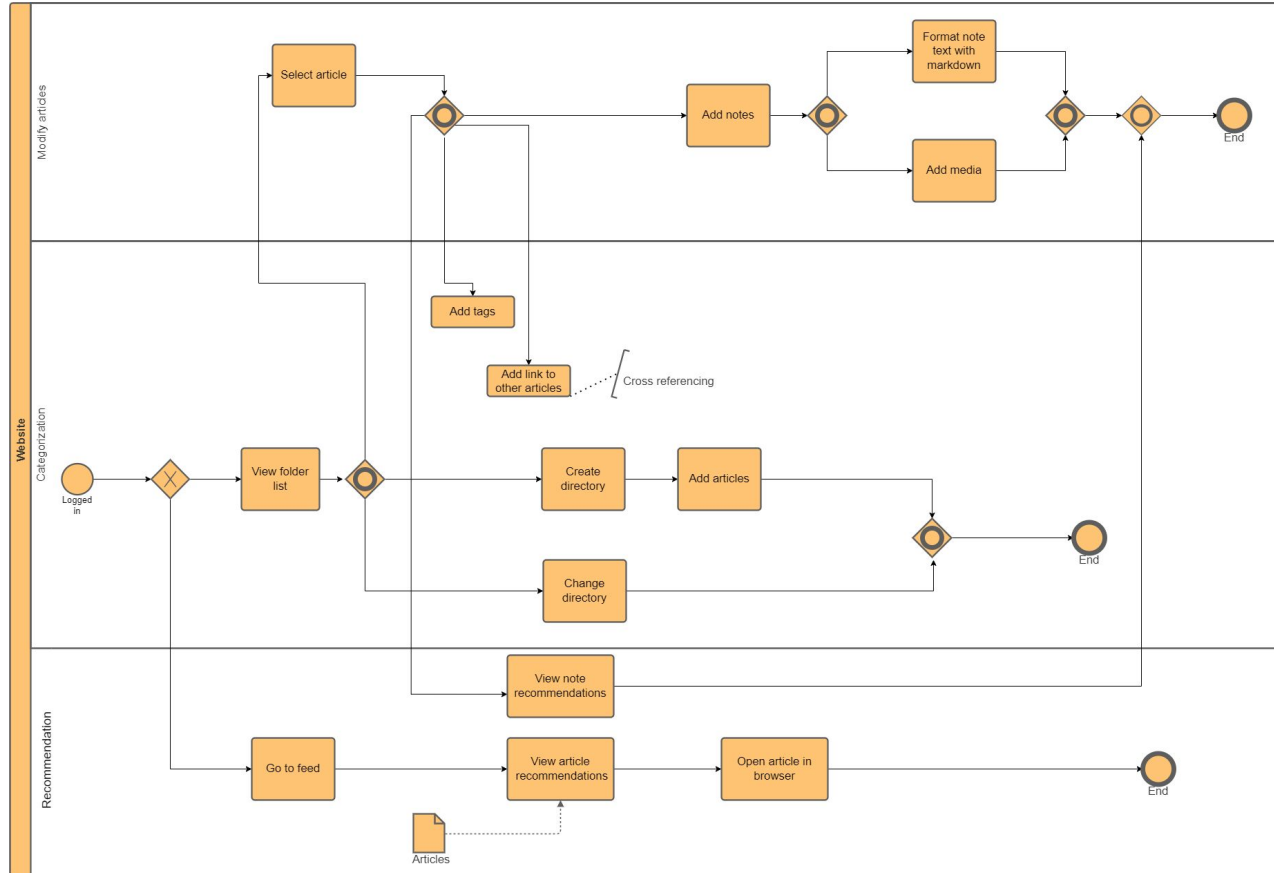 Website
Modify articles
Select article
Add notes
Format note
text with
markdown
Add media
End
Categorization
Add tags
Add link to
other articles
Cross referencing
Logged
in
View folder
list
Create
directory
Add articles
Change
directory
End
Recommendation
View note
recommendations
Go to feed
View article
recommendations
Open article in
browser
End
Articles